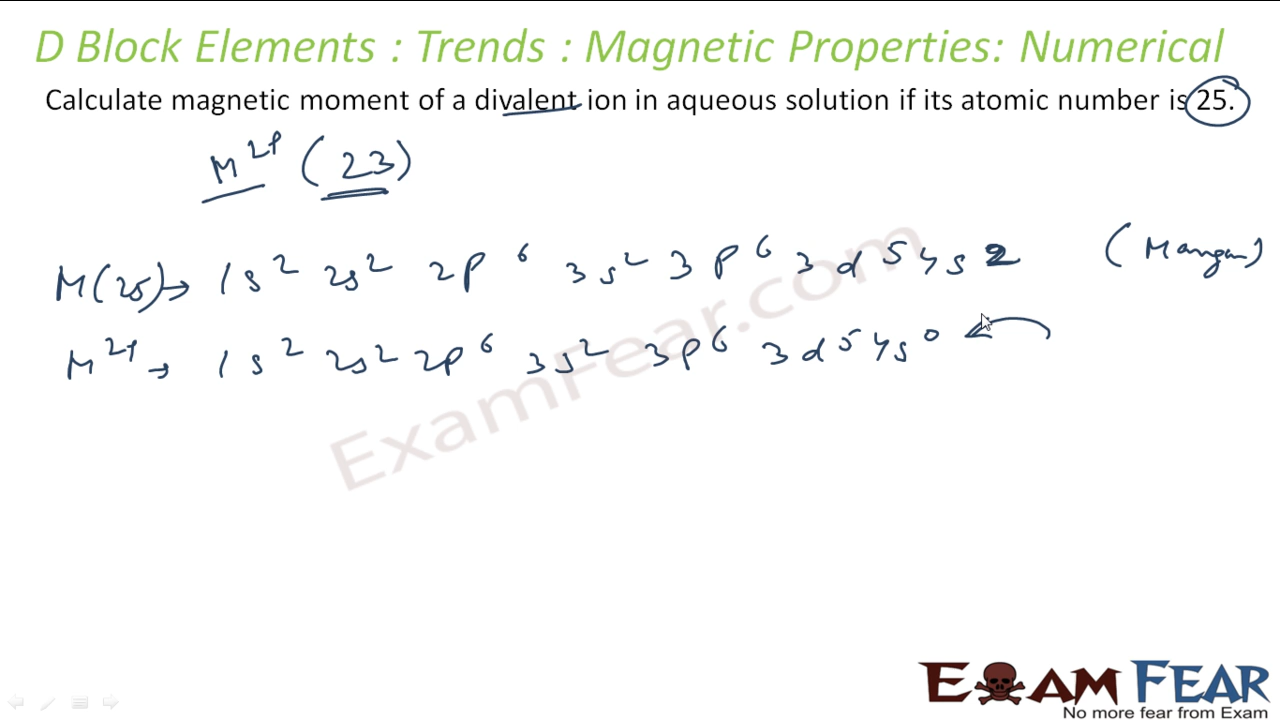 D Block Elements : Trends : Magnetic Properties: Numerical
Calculate magnetic moment of a divalent ion in aqueous solution if its atomic number is 25.
M²⁺ (23)
M(25)→ 1s² 2s² 2p⁶ 3s² 3p⁶ 3d⁵ 4s² (Mangan)
M²⁺ → 1s² 2s² 2p⁶ 3s² 3p⁶ 3d⁵ 4s⁰
ExamFear.com
EXAM FEAR
No more fear from Exam